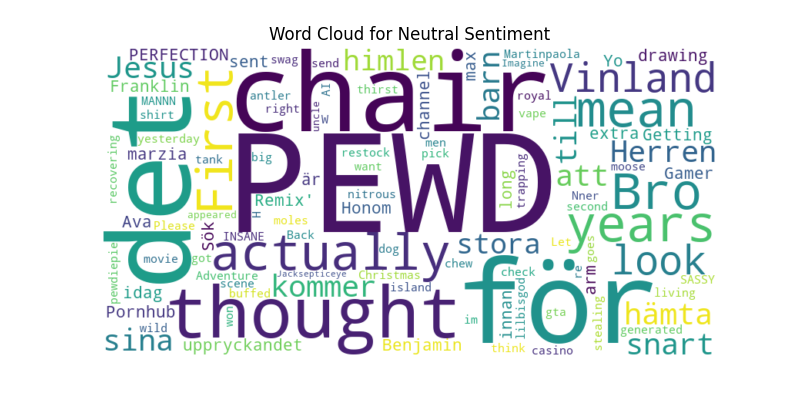 Word Cloud for Neutral Sentiment
PERFECTION
sent
swag
send
himlen
max
Martinpaola
Imagine
Yo
drawing
Jesus
Franklin
MANNN
shirt
First
chair
antler
right
uncle
AI
W
thirst
channel
barn
royal
vape
Vinland
mean
till
extra
Getting
yesterday
recovering
marzia
tank
det
big
PEWD
men
pick
restock
want
att
Herren
moose
Gamer
long
trapping
är
Remix'
nitrous
Honom
Nner
second
Bro
years
appeared
Ava
Please
Sök
H
moles
INSANE
Back
actually
dog
stora
Let
look
pewdiepie
movie
got
Adventure
scene
Jacksepticeye
Christmas
chew
check
re
goes
arm
SASSY
idag
buffed
kommer
island
innan
lilbisgod
living
Pornhub
wild
won
thought
im
för
gta
stealing
hämta
generated
sina
uppryckandet
Benjamin
think
casino
snart